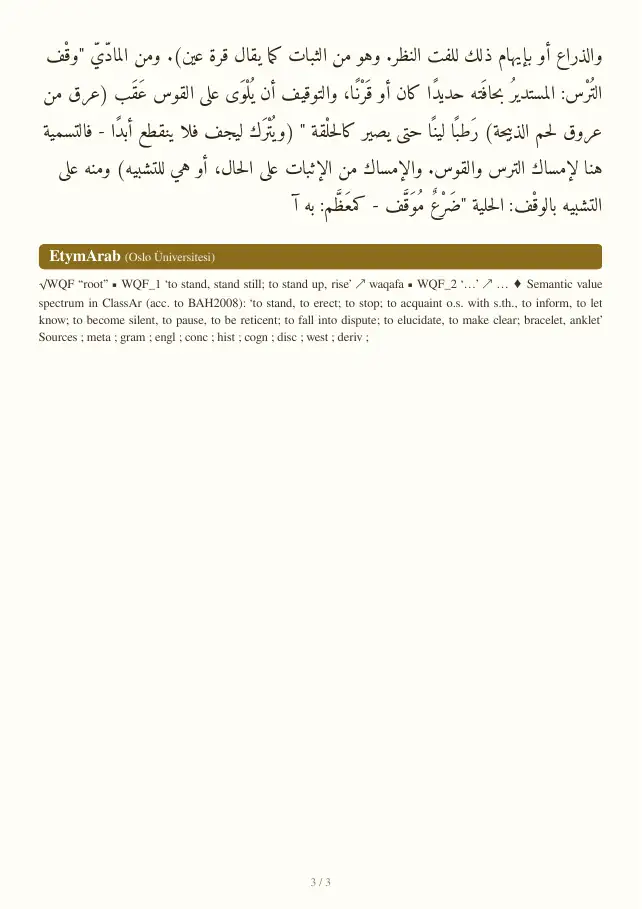 والذراع أو بإيهام ذلك للفت النظر. وهو من الثبات كما يقال قرة عين). ومن المادّيّ "وقْف
التُرْس: المستديرُ بحافَته حديدًا كان أو قَرْنًا، والتوقيف أن يُلْوَى على القوس عَقَب (عرق من
عروق لحم الذبيحة) رَطبًا لينًا حتى يصير كالحلْقة " (ويُتْرَك ليجف فلا ينقطع أبدًا - فالتسمية
هنا لإمساك الترس والقوس. والإمساك من الإثبات على الحال، أو هي للتشبيه) ومنه على
التشبيه بالوقْف: الحلية "ضَرْعٌ مُوَقَّف - كمعَظَّم: به آ
EtymArab (Oslo Üniversitesi)
√WQF “root” ▪ WQF_1 ‘to stand, stand still; to stand up, rise’ ↗ waqafa ▪ WQF_2 ‘…’ ↗ … ♦ Semantic value
spectrum in ClassAr (acc. to BAH2008): ‘to stand, to erect; to stop; to acquaint o.s. with s.th., to inform, to let
know; to become silent, to pause, to be reticent; to fall into dispute; to elucidate, to make clear; bracelet, anklet’
Sources ; meta ; gram ; engl ; conc ; hist ; cogn ; disc ; west ; deriv ;
3 / 3